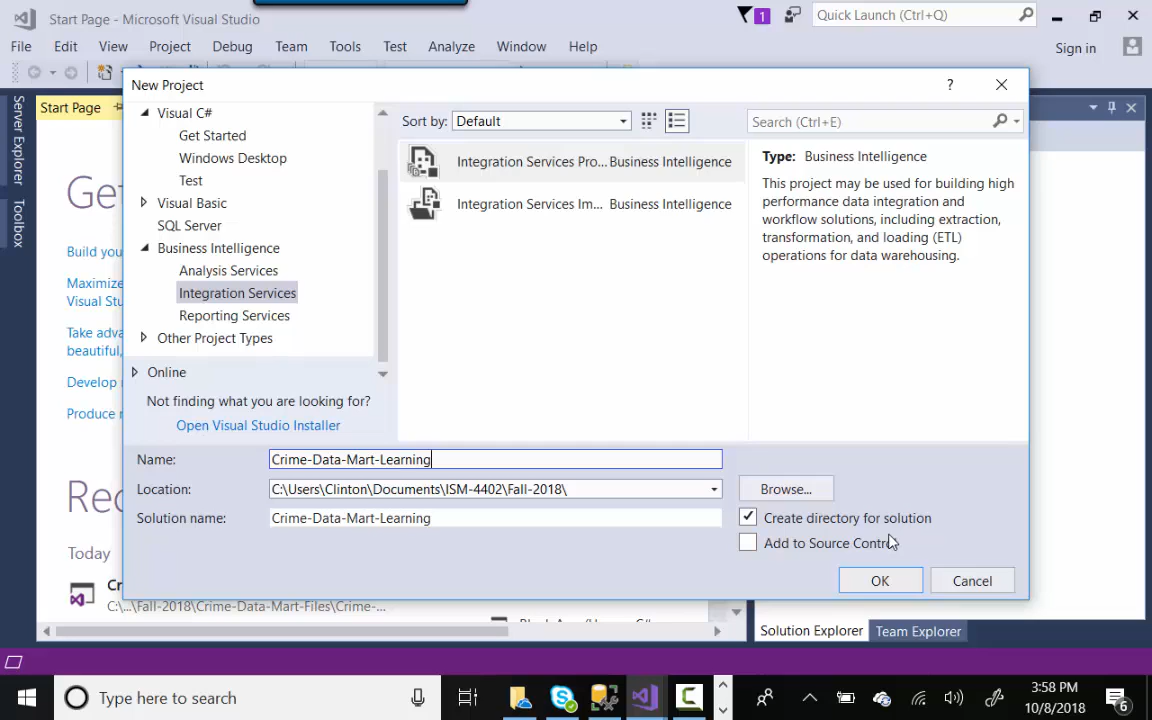 Start Page - Microsoft Visual Studio
1
Quick Launch (Ctrl+Q)
File Edit View Project Debug Team Tools Test Analyze Window Help
Sign in
Server Explorer
Toolbox
Start Page
Get
Build you
Maximize
Visual Stu
Take adva
beautiful,
Develop
Produce
Rec
Today
C:\...\Fall-2018\Crime-Data-Mart-Files\Crime-...
New Project
?
Visual C#
Get Started
Windows Desktop
Test
Visual Basic
SQL Server
Business Intelligence
Analysis Services
Integration Services
Reporting Services
Other Project Types
Online
Not finding what you are looking for?
Open Visual Studio Installer
Sort by: Default
Search (Ctrl+E)
Integration Services Pro... Business Intelligence
Integration Services Im... Business Intelligence
Type: Business Intelligence
This project may be used for building high
performance data integration and
workflow solutions, including extraction,
transformation, and loading (ETL)
operations for data warehousing.
Name: Crime-Data-Mart-Learning
Location: C:\Users\Clinton\Documents\ISM-4402\Fall-2018\
Browse...
Solution name: Crime-Data-Mart-Learning
Create directory for solution
Add to Source Contro
OK Cancel
Solution Explorer Team Explorer
Type here to search
3:58 PM
10/8/2018
6